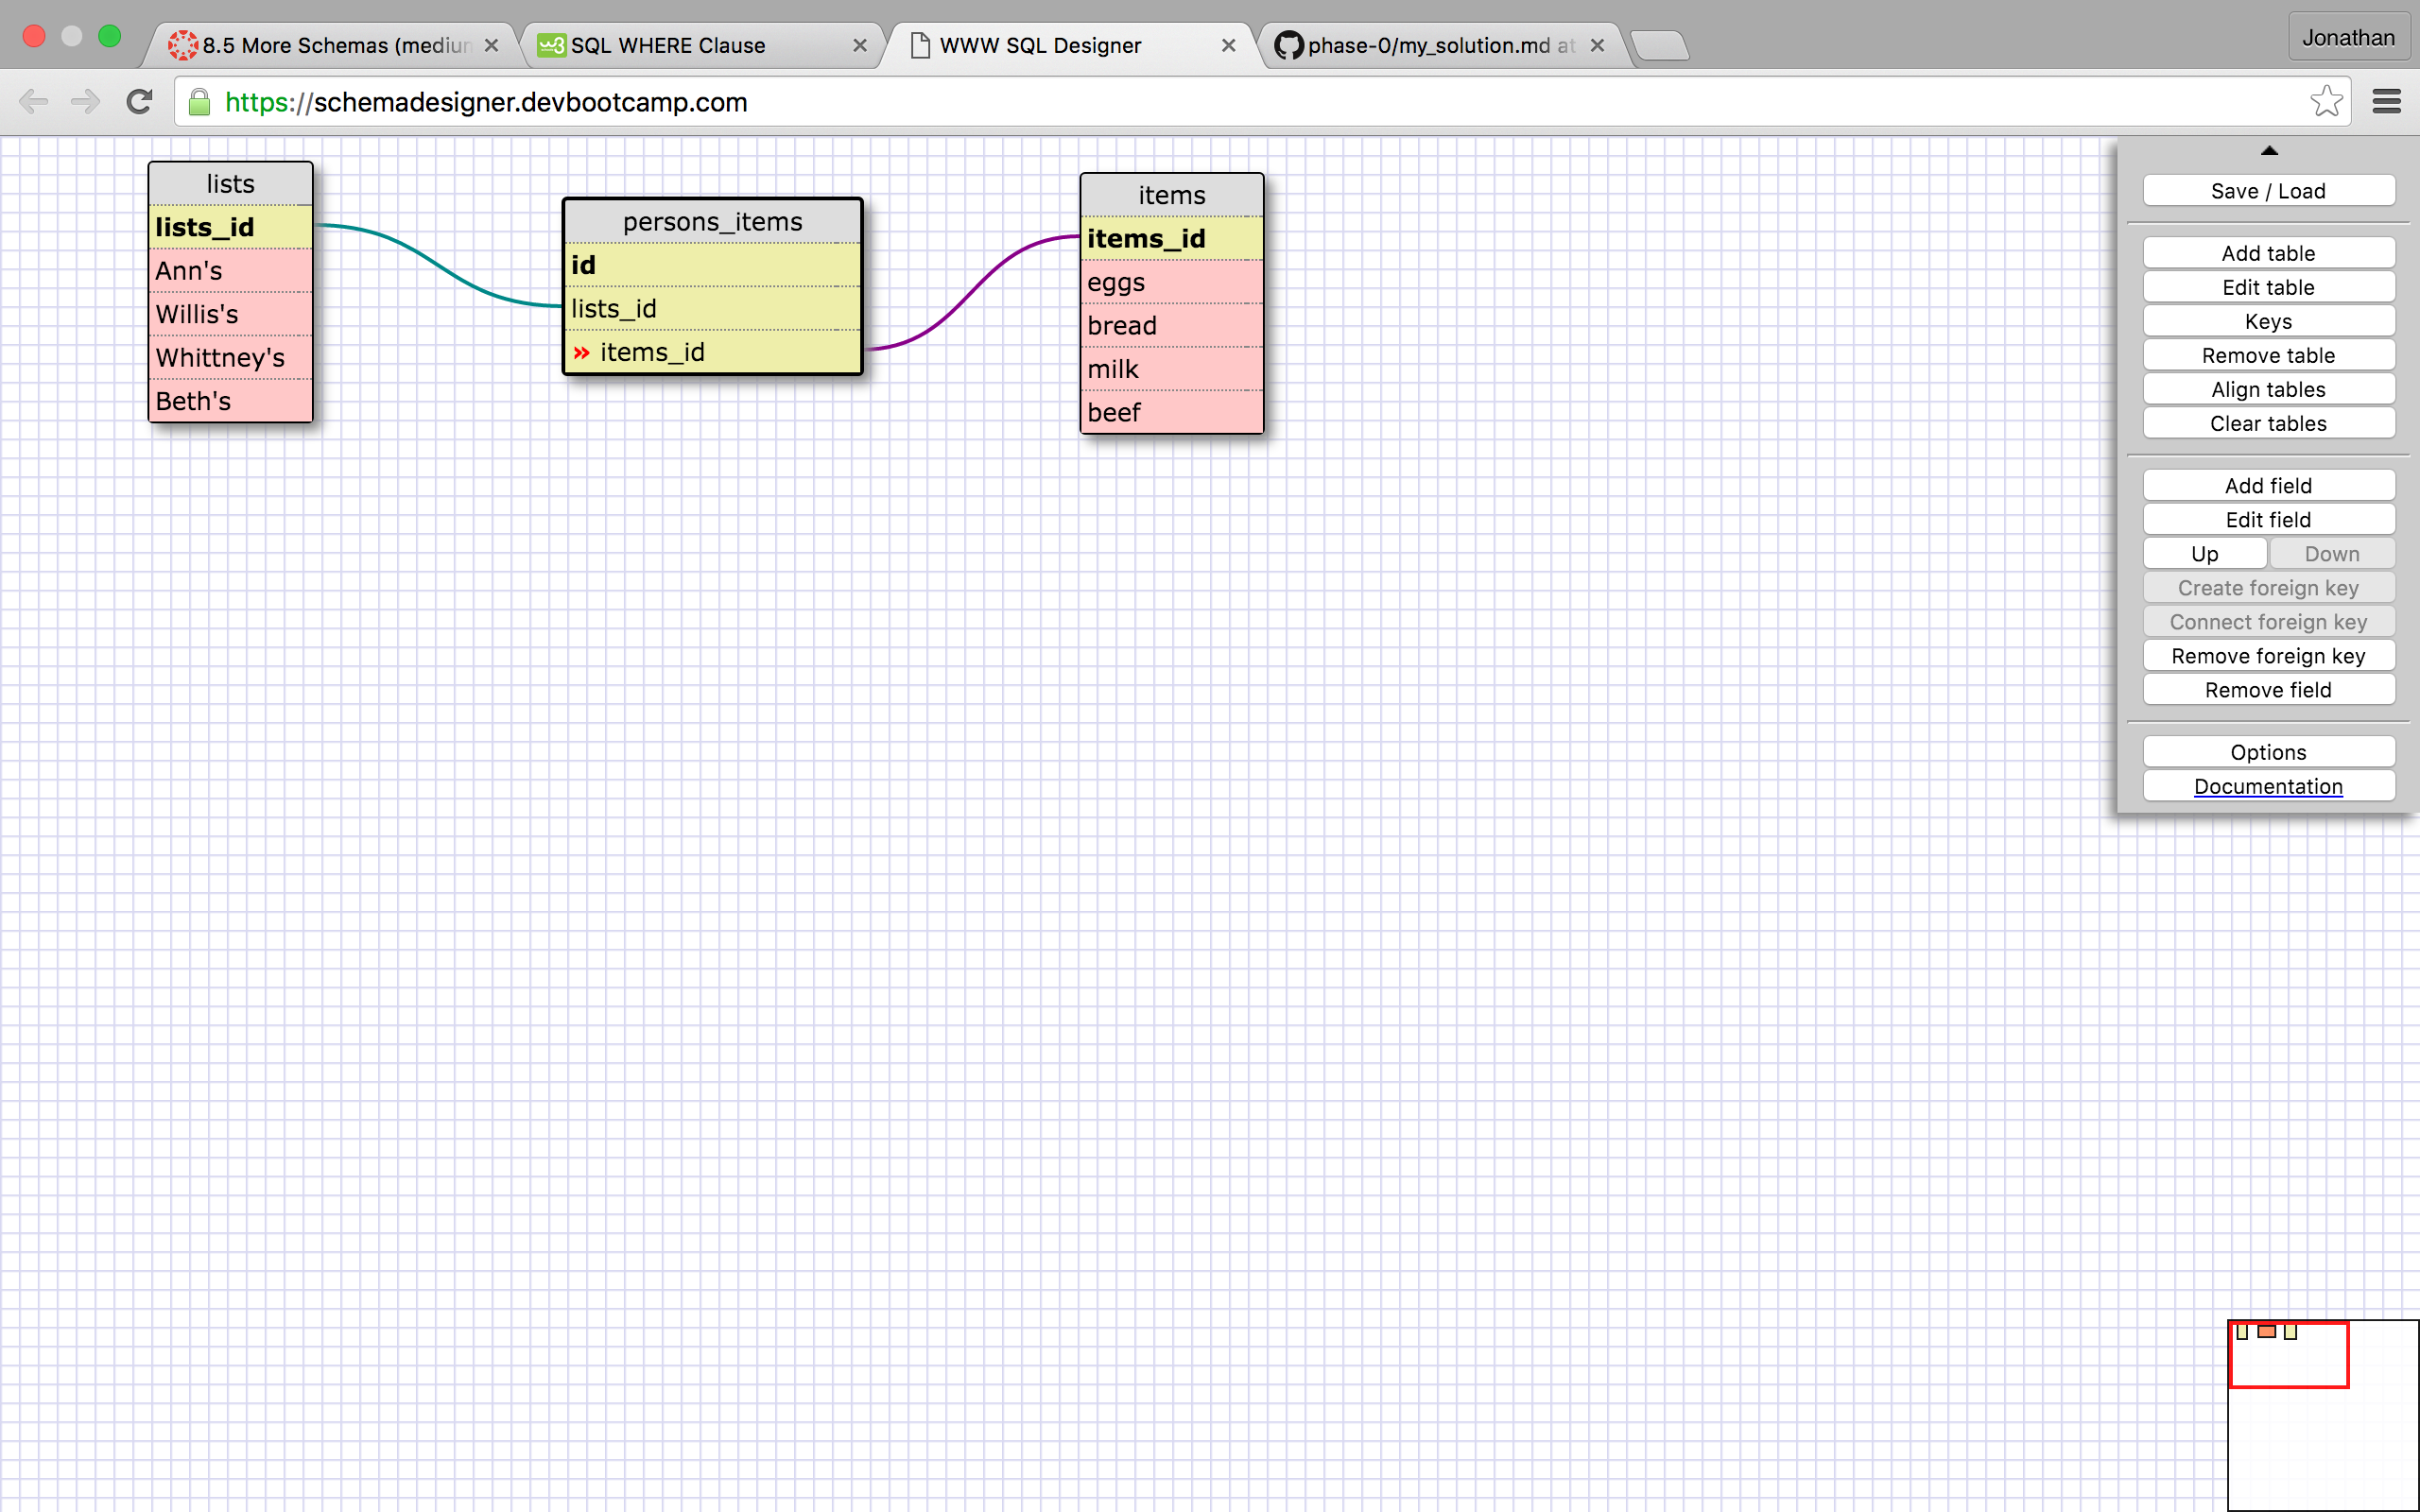 8.5 More Schemas (medium
SQL WHERE Clause
WWW SQL Designer
phase-0/my_solution.md at
Jonathan
https://schemadesigner.devbootcamp.com
lists
lists_id
Ann's
Willis's
Whittney's
Beth's
persons_items
id
lists_id
» items_id
items
items_id
eggs
bread
milk
beef
Save / Load
Add table
Edit table
Keys
Remove table
Align tables
Clear tables
Add field
Edit field
Up
Down
Create foreign key
Connect foreign key
Remove foreign key
Remove field
Options
Documentation